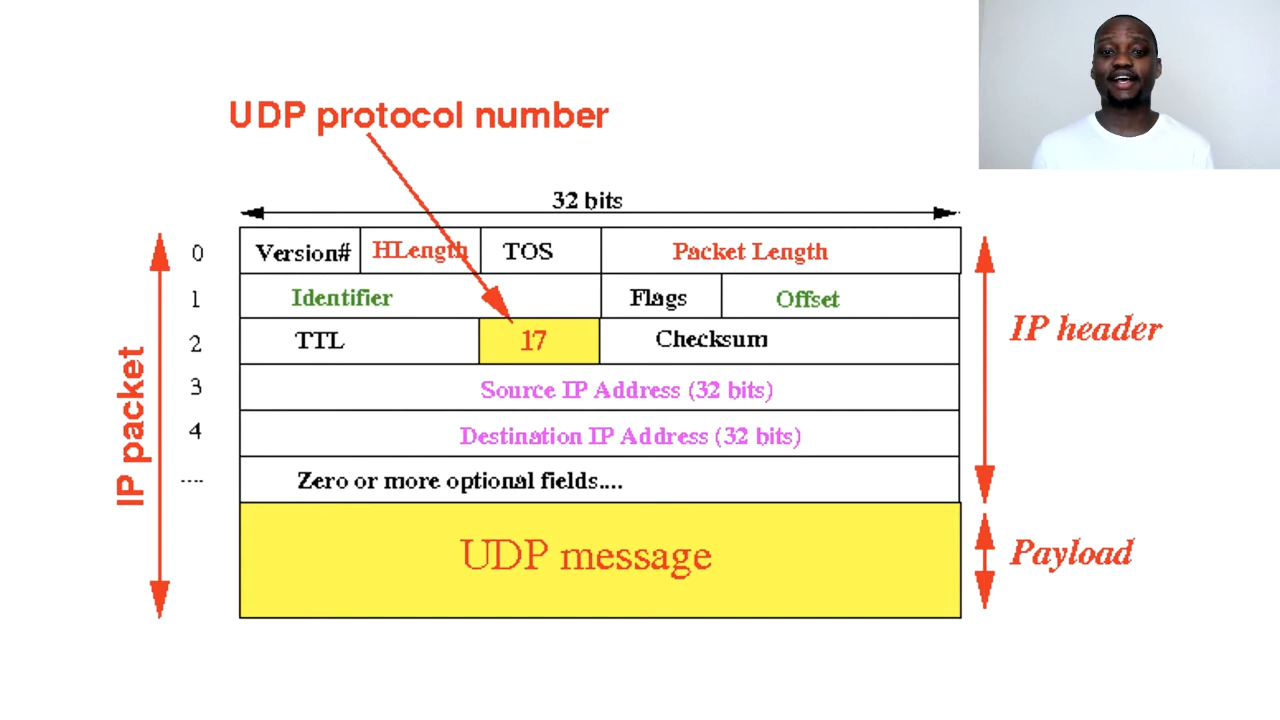 UDP protocol number
32 bits
0 Version# HLength TOS Packet Length
1 Identifier Flags Offset
2 TTL 17 Checksum
3 Source IP Address (32 bits)
4 Destination IP Address (32 bits)
.... Zero or more optional fields....
UDP message
IP packet
IP header
Payload